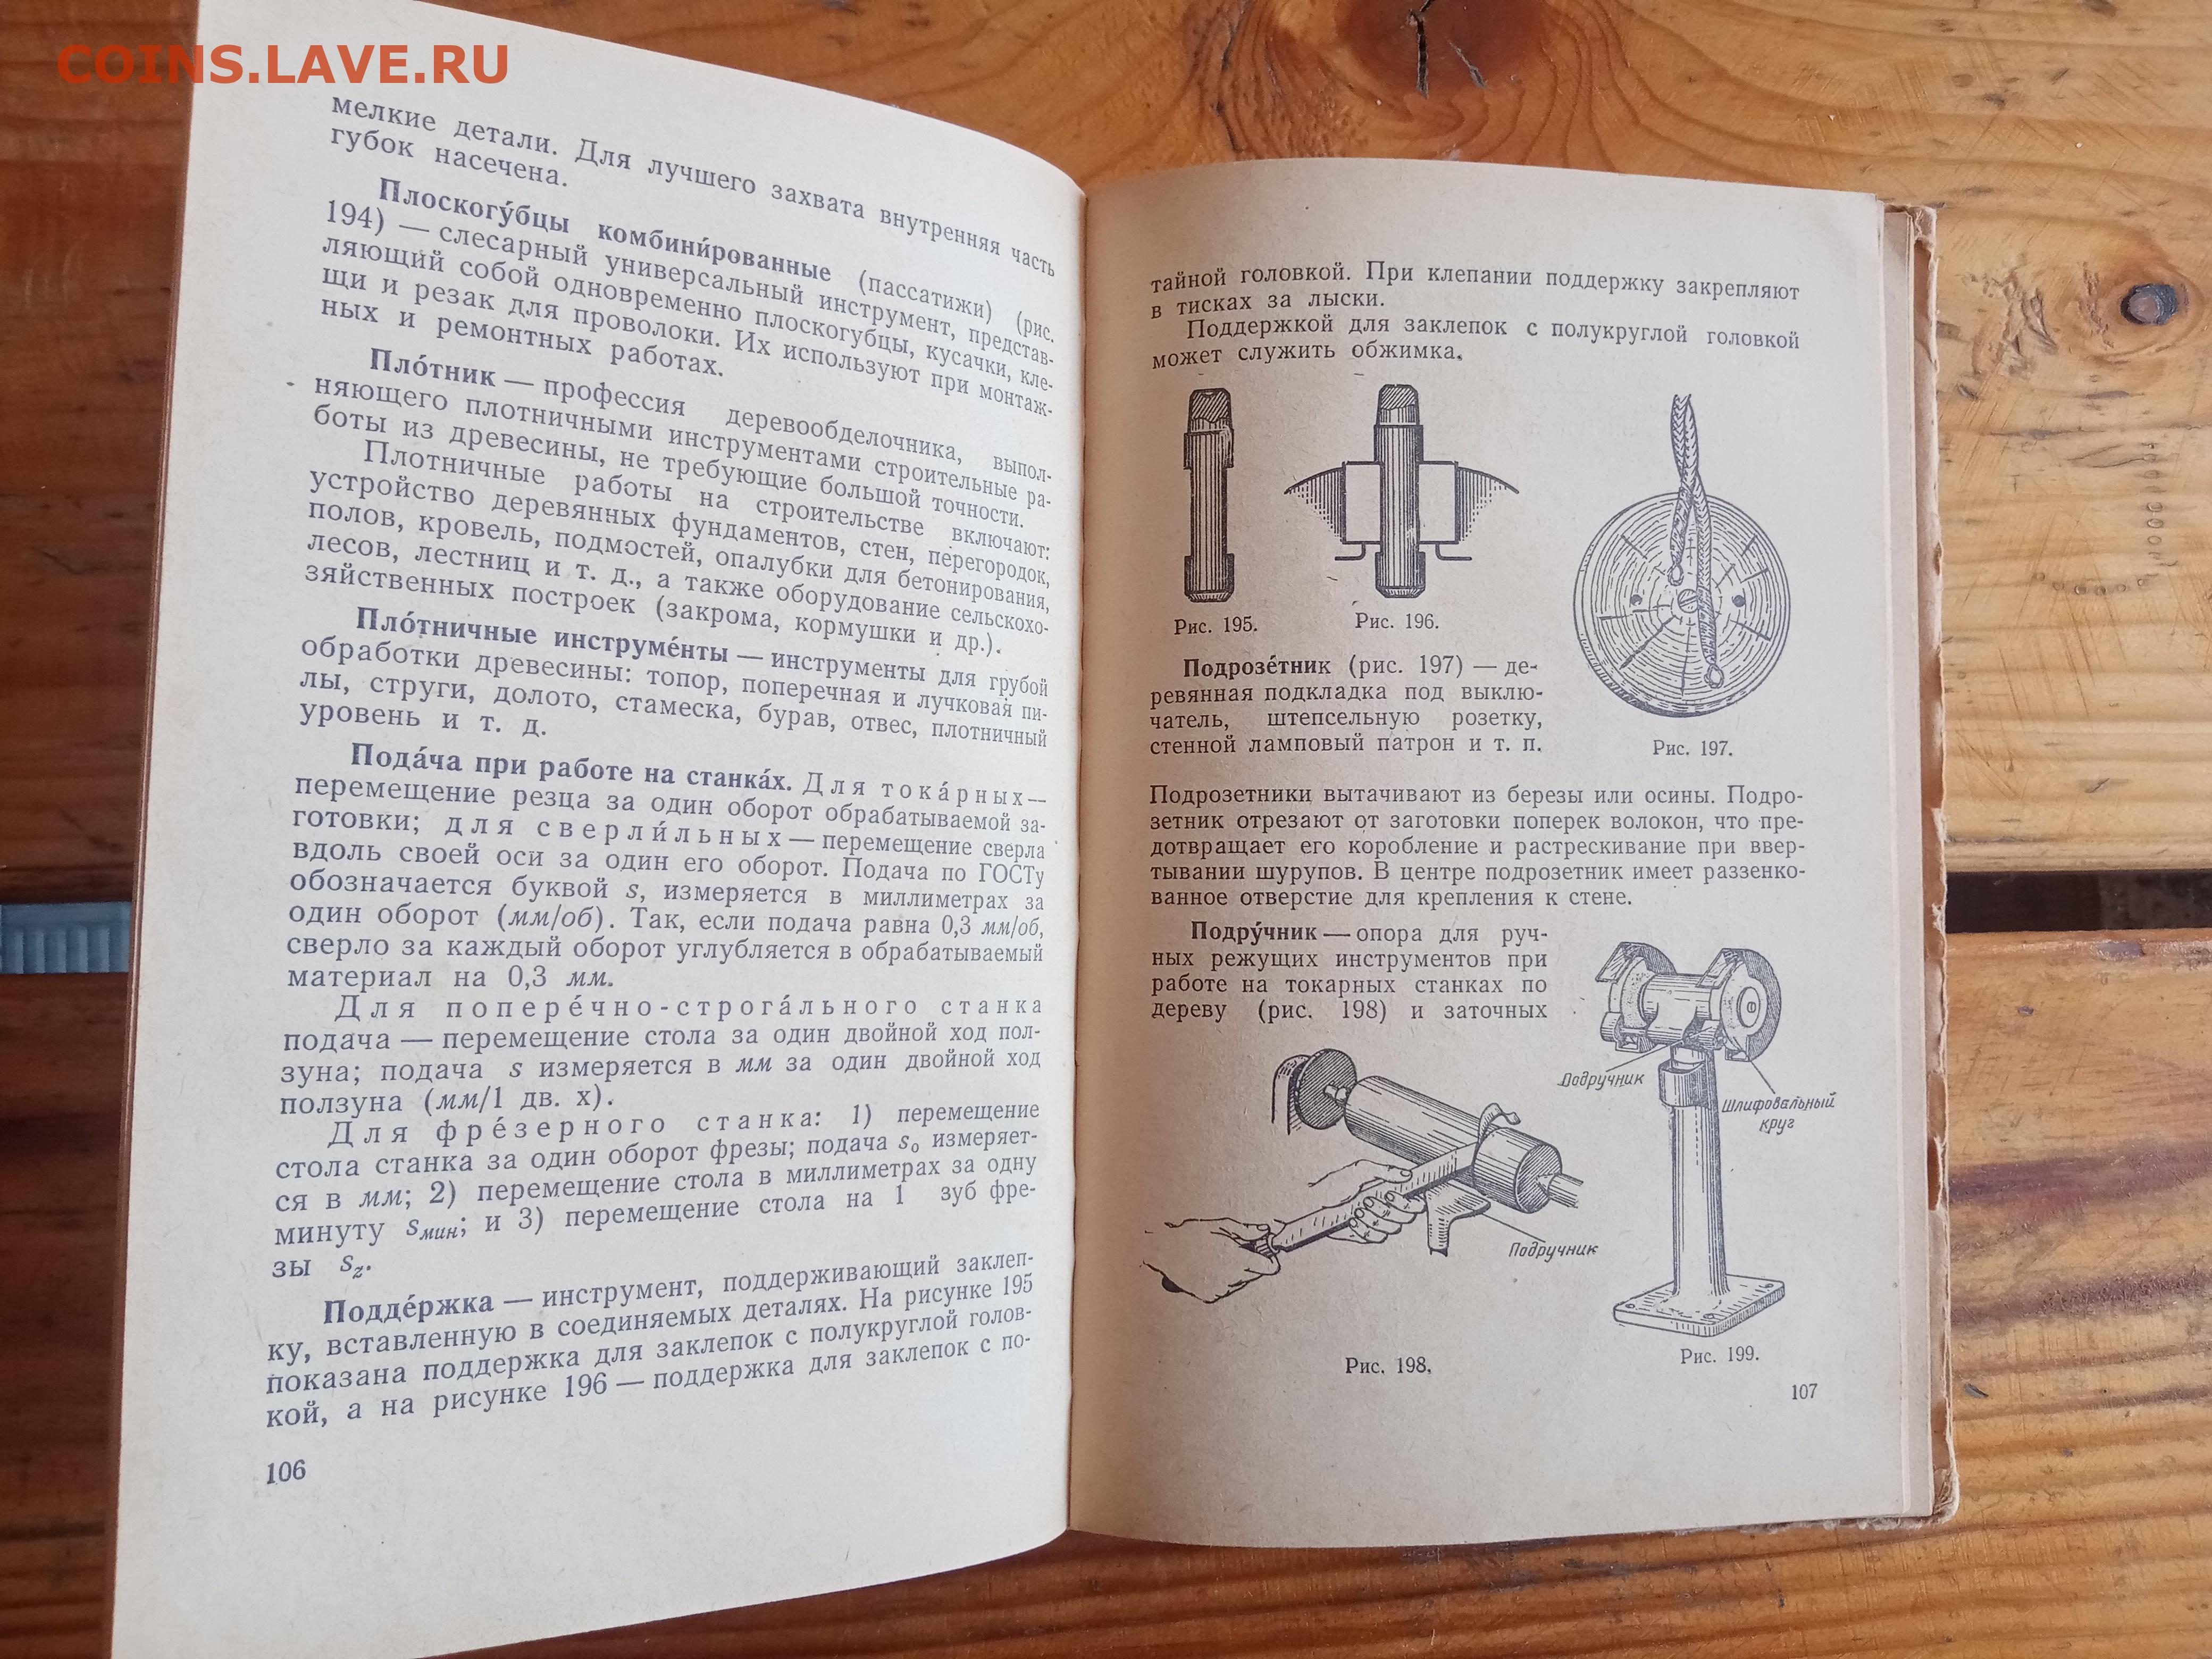 COINS.LAVE.RU
мелкие детали. Для лучшего захвата внутренняя часть
губок насечена.
Плоскогу́бцы комбини́рованные (пассатижи) (рис.
194) — слесарный универсальный инструмент, представ-
ляющий собой одновременно плоскогубцы, кусачки, кле-
щи и резак для проволоки. Их используют при монтаж-
ных и ремонтных работах.
Пло́тник — профессия деревообделочника, выпол-
няющего плотничными инструментами строительные ра-
боты из древесины, не требующие большой точности.
Плотничные работы на строительстве включают:
устройство деревянных фундаментов, стен, перегородок,
полов, кровель, подмостей, опалубки для бетонирования,
лесов, лестниц и т. д., а также оборудование сельскохо-
зяйственных построек (закрома, кормушки и др.).
Пло́тничные инструме́нты — инструменты для грубой
обработки древесины: топор, поперечная и лучковая пи-
лы, струги, долото, стамеска, бурав, отвес, плотничный
уровень и т. д.
Пода́ча при работе на станка́х. Для тока́рных —
перемещение резца за один оборот обрабатываемой за-
готовки; для сверли́льных — перемещение сверла
вдоль своей оси за один его оборот. Подача по ГОСТу
обозначается буквой s, измеряется в миллиметрах за
один оборот (мм/об). Так, если подача равна 0,3 мм/об,
сверло за каждый оборот углубляется в обрабатываемый
материал на 0,3 мм.
Для попере́чно-строга́льного станка
подача — перемещение стола за один двойной ход пол-
зуна; подача s измеряется в мм за один двойной ход
ползуна (мм/1 дв. х).
Для фре́зерного станка: 1) перемещение
стола станка за один оборот фрезы; подача s₀ измеряет-
ся в мм; 2) перемещение стола в миллиметрах за одну
минуту sмин; и 3) перемещение стола на 1 зуб фре-
зы sz.
Подде́ржка — инструмент, поддерживающий заклеп-
ку, вставленную в соединяемых деталях. На рисунке 195
показана поддержка для заклепок с полукруглой голов-
кой, а на рисунке 196 — поддержка для заклепок с по-
106
тайной головкой. При клепании поддержку закрепляют
в тисках за лыски.
Поддержкой для заклепок с полукруглой головкой
может служить обжимка.
Рис. 195.
Рис. 196.
Подрозе́тник (рис. 197) — де-
ревянная подкладка под выклю-
чатель, штепсельную розетку,
стенной ламповый патрон и т. п.
Рис. 197.
Подрозетники вытачивают из березы или осины. Подро-
зетник отрезают от заготовки поперек волокон, что пре-
дотвращает его коробление и растрескивание при ввер-
тывании шурупов. В центре подрозетник имеет раззенко-
ванное отверстие для крепления к стене.
Подру́чник — опора для руч-
ных режущих инструментов при
работе на токарных станках по
дереву (рис. 198) и заточных
Подручник
Шлифовальный
круг
Подручник
Рис. 198.
Рис. 199.
107